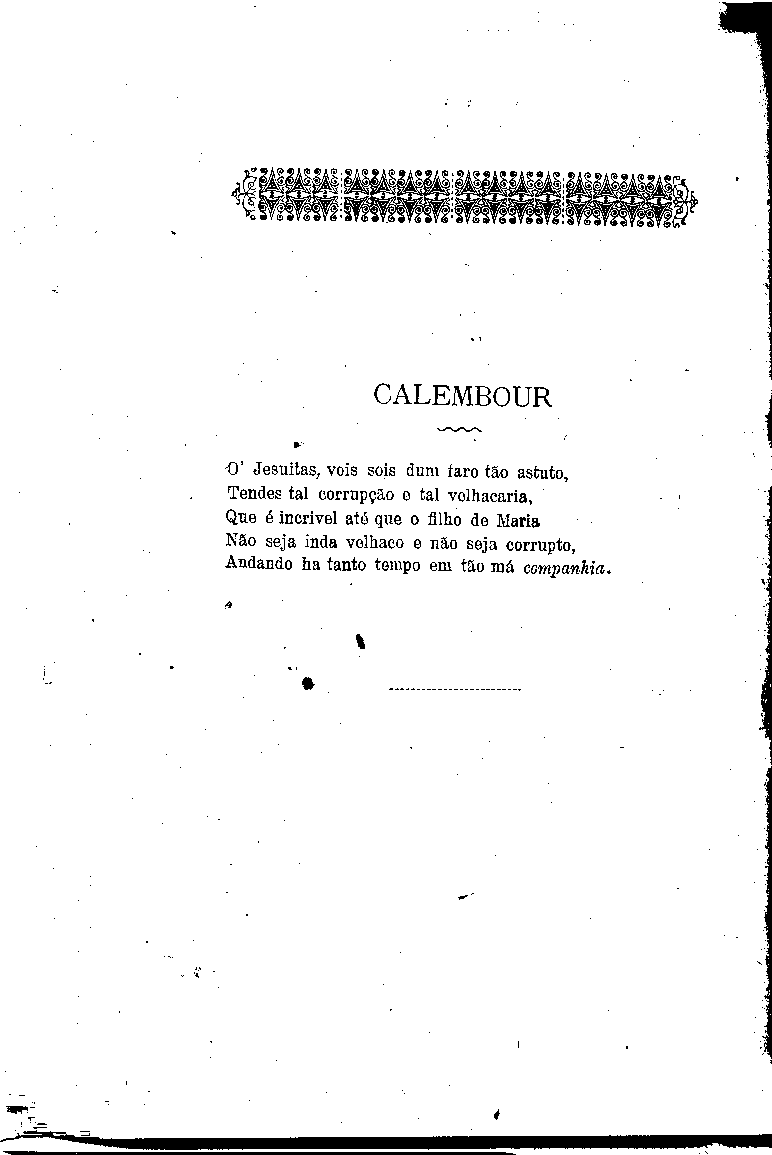 CALEMBOUR
O' Jesuitas, vois sois dum faro tão astuto,
Tendes tal corrupção e tal velhacaria,
Que é incrivel até que o filho de Maria
Não seja inda velhaco e não seja corrupto,
Andando ha tanto tempo em tão má companhia.